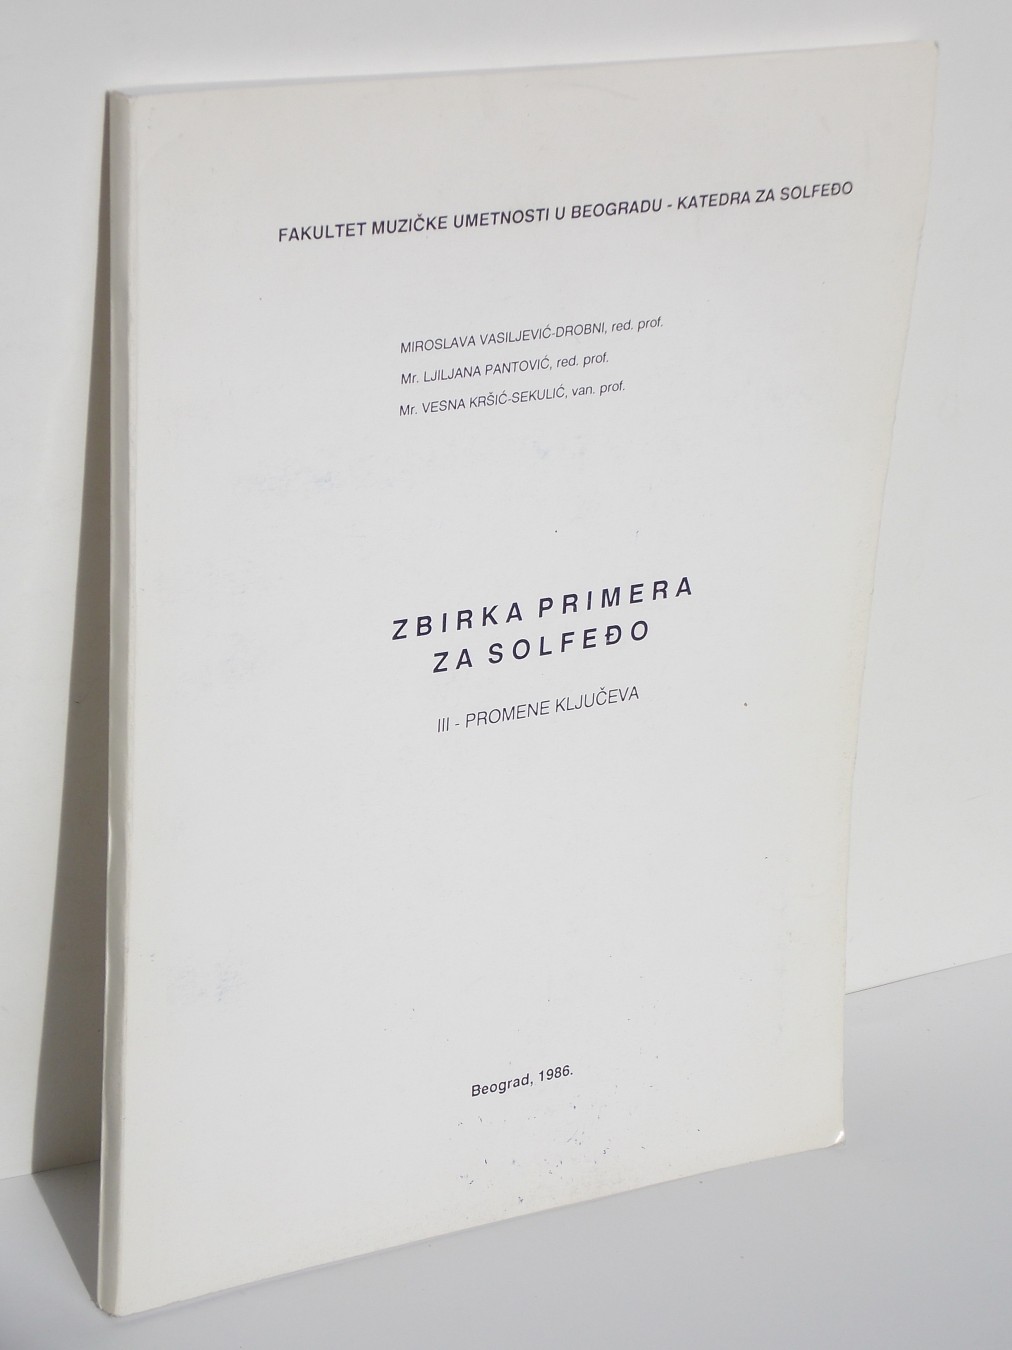 FAKULTET MUZIČKE UMETNOSTI U BEOGRADU - KATEDRA ZA SOLFEĐO
MIROSLAVA VASILJEVIĆ-DROBNI, red. prof.
Mr. LJILJANA PANTOVIĆ, red. prof.
Mr. VESNA KRŠIĆ-SEKULIĆ, van. prof.
ZBIRKA PRIMERA
ZA SOLFEĐO
III - PROMENE KLJUČEVA
Beograd, 1986.